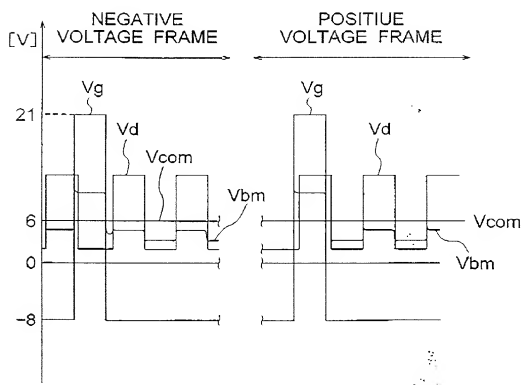 NEGATIVE
VOLTAGE FRAME
POSITIUE
VOLTAGE FRAME
[V]
Vg
Vg
21
Vd
Vd
Vcom
Vbm
6
Vcom
0
Vbm
-8